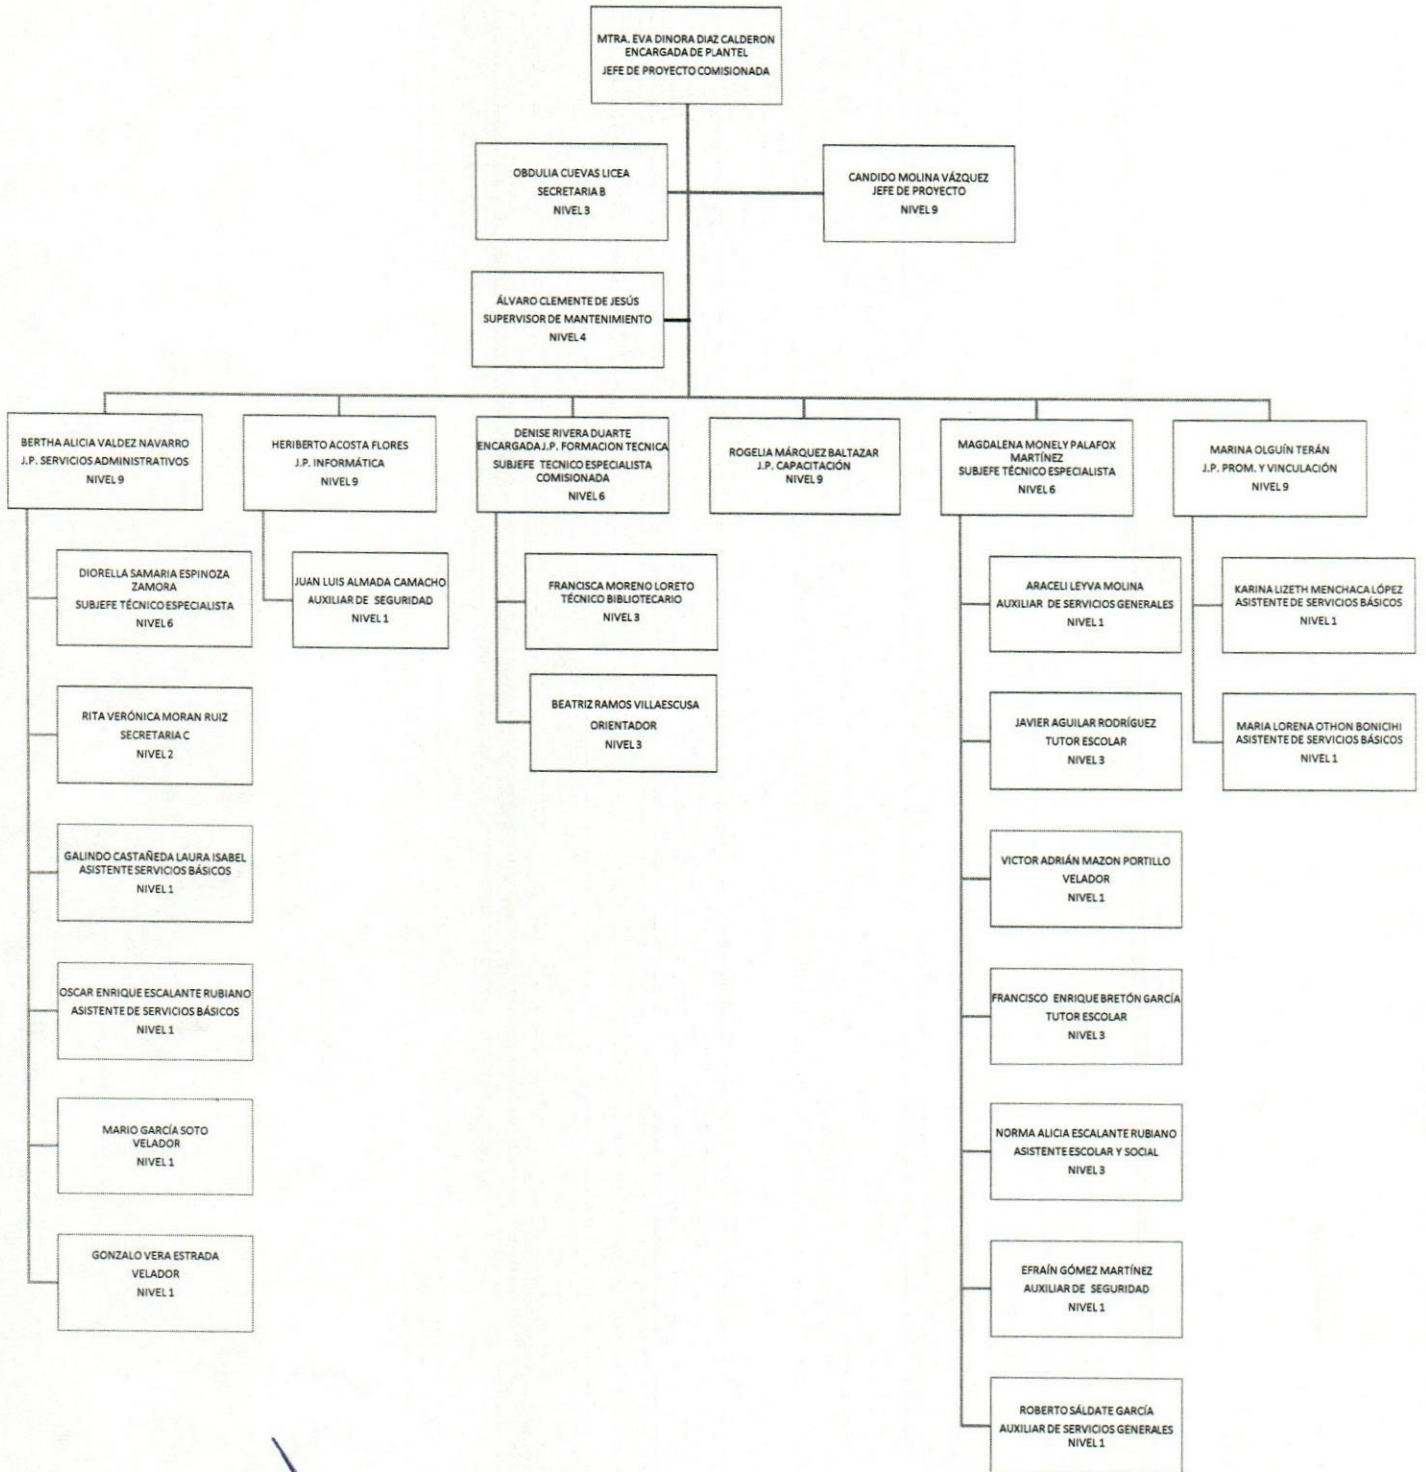 MTRA. EVA DINORA DIAZ CALDERON
ENCARGADA DE PLANTEL
JEFE DE PROYECTO COMISIONADA
OBDULIA CUEVAS LICEA
SECRETARIA B
NIVEL 3
CANDIDO MOLINA VÁZQUEZ
JEFE DE PROYECTO
NIVEL 9
ÁLVARO CLEMENTE DE JESÚS
SUPERVISOR DE MANTENIMIENTO
NIVEL 4
BERTHA ALICIA VALDEZ NAVARRO
J.P. SERVICIOS ADMINISTRATIVOS
NIVEL 9
HERIBERTO ACOSTA FLORES
J.P. INFORMÁTICA
NIVEL 9
DENISE RIVERA DUARTE
ENCARGADA J.P. FORMACION TECNICA
SUBJEFE TECNICO ESPECIALISTA
COMISIONADA
NIVEL 6
ROGELIA MÁRQUEZ BALTAZAR
J.P. CAPACITACIÓN
NIVEL 9
MAGDALENA MONELY PALAFOX
MARTÍNEZ
SUBJEFE TÉCNICO ESPECIALISTA
NIVEL 6
MARINA OLGUÍN TERÁN
J.P. PROM. Y VINCULACIÓN
NIVEL 9
DIORELLA SAMARIA ESPINOZA
ZAMORA
SUBJEFE TÉCNICO ESPECIALISTA
NIVEL 6
RITA VERÓNICA MORAN RUIZ
SECRETARIA C
NIVEL 2
GALINDO CASTAÑEDA LAURA ISABEL
ASISTENTE SERVICIOS BÁSICOS
NIVEL 1
OSCAR ENRIQUE ESCALANTE RUBIANO
ASISTENTE DE SERVICIOS BÁSICOS
NIVEL 1
MARIO GARCÍA SOTO
VELADOR
NIVEL 1
GONZALO VERA ESTRADA
VELADOR
NIVEL 1
JUAN LUIS ALMADA CAMACHO
AUXILIAR DE SEGURIDAD
NIVEL 1
FRANCISCA MORENO LORETO
TÉCNICO BIBLIOTECARIO
NIVEL 3
BEATRIZ RAMOS VILLAESCUSA
ORIENTADOR
NIVEL 3
ARACELI LEYVA MOLINA
AUXILIAR DE SERVICIOS GENERALES
NIVEL 1
JAVIER AGUILAR RODRÍGUEZ
TUTOR ESCOLAR
NIVEL 3
VICTOR ADRIÁN MAZON PORTILLO
VELADOR
NIVEL 1
FRANCISCO ENRIQUE BRETÓN GARCÍA
TUTOR ESCOLAR
NIVEL 3
NORMA ALICIA ESCALANTE RUBIANO
ASISTENTE ESCOLAR Y SOCIAL
NIVEL 3
EFRAÍN GÓMEZ MARTÍNEZ
AUXILIAR DE SEGURIDAD
NIVEL 1
ROBERTO SÁLDATE GARCÍA
AUXILIAR DE SERVICIOS GENERALES
NIVEL 1
KARINA LIZETH MENCHACA LÓPEZ
ASISTENTE DE SERVICIOS BÁSICOS
NIVEL 1
MARIA LORENA OTHON BONICIHI
ASISTENTE DE SERVICIOS BÁSICOS
NIVEL 1